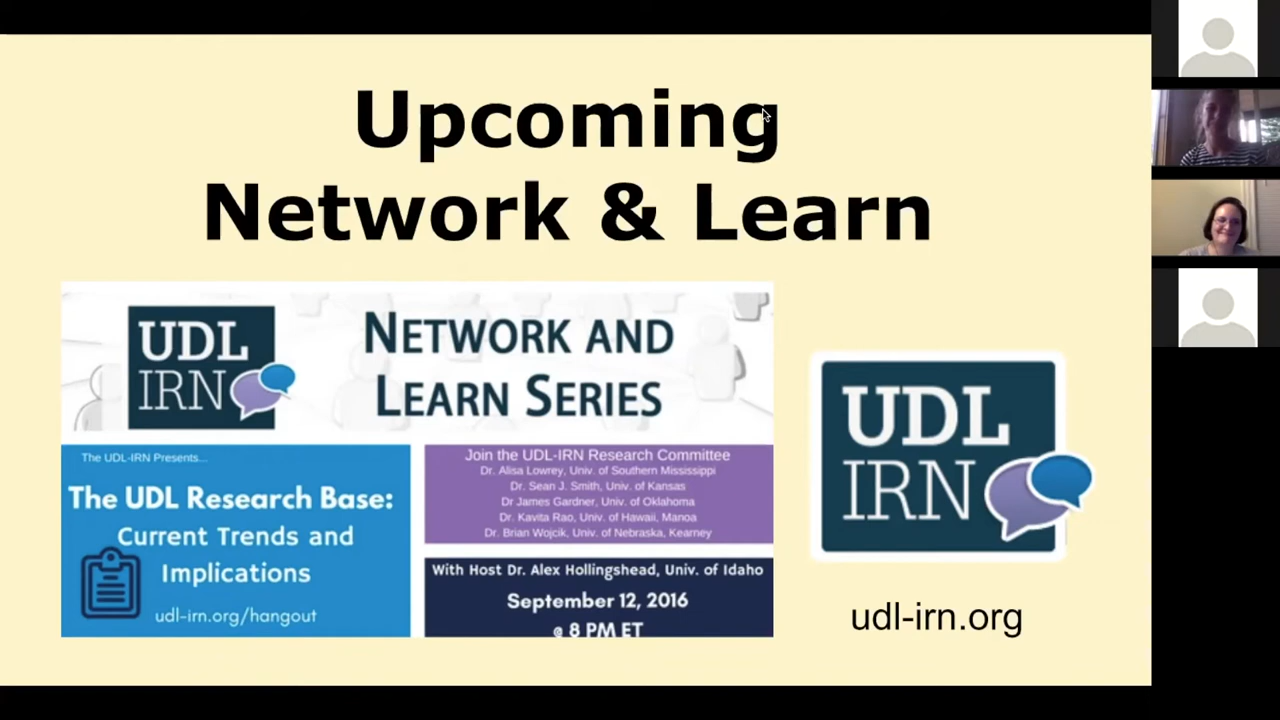 Upcoming
Network & Learn
UDL
IRN
NETWORK AND
LEARN SERIES
The UDL-IRN Presents...
The UDL Research Base:
Current Trends and
Implications
udl-irn.org/hangout
Join the UDL-IRN Research Committee
Dr. Alisa Lowrey, Univ. of Southern Mississippi
Dr. Sean J. Smith, Univ. of Kansas
Dr James Gardner, Univ. of Oklahoma
Dr. Kavita Rao, Univ. of Hawaii, Manoa
Dr. Brian Wojcik, Univ. of Nebraska, Kearney
With Host Dr. Alex Hollingshead, Univ. of Idaho
September 12, 2016
@ 8 PM ET
UDL
IRN
udl-irn.org